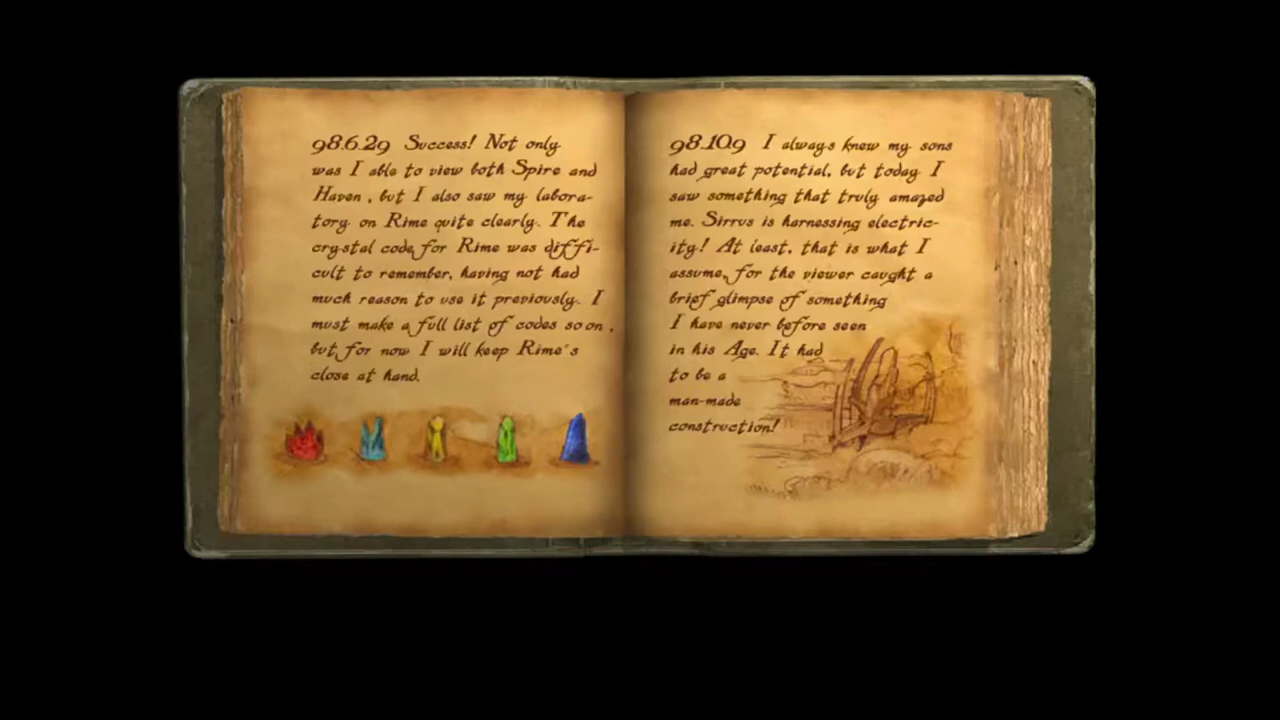 98.6.29 Success! Not only
was I able to view both Spire and
Haven, but I also saw my labora-
tory on Rime quite clearly. The
crystal code for Rime was diffi-
cult to remember, having not had
much reason to use it previously. I
must make a full list of codes soon,
but for now I will keep Rime's
close at hand.
98.10.9 I always knew my sons
had great potential, but today I
saw something that truly amazed
me. Sirrus is harnessing electric-
ity! At least, that is what I
assume, for the viewer caught a
brief glimpse of something
I have never before seen
in his Age. It had
to be a
man-made
construction!